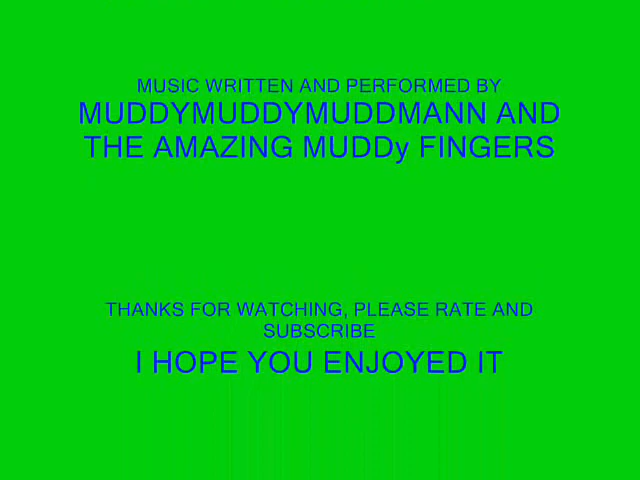 MUSIC WRITTEN AND PERFORMED BY
MUDDYMUDDYMUDDMANN AND
THE AMAZING MUDDy FINGERS
THANKS FOR WATCHING, PLEASE RATE AND
SUBSCRIBE
I HOPE YOU ENJOYED IT